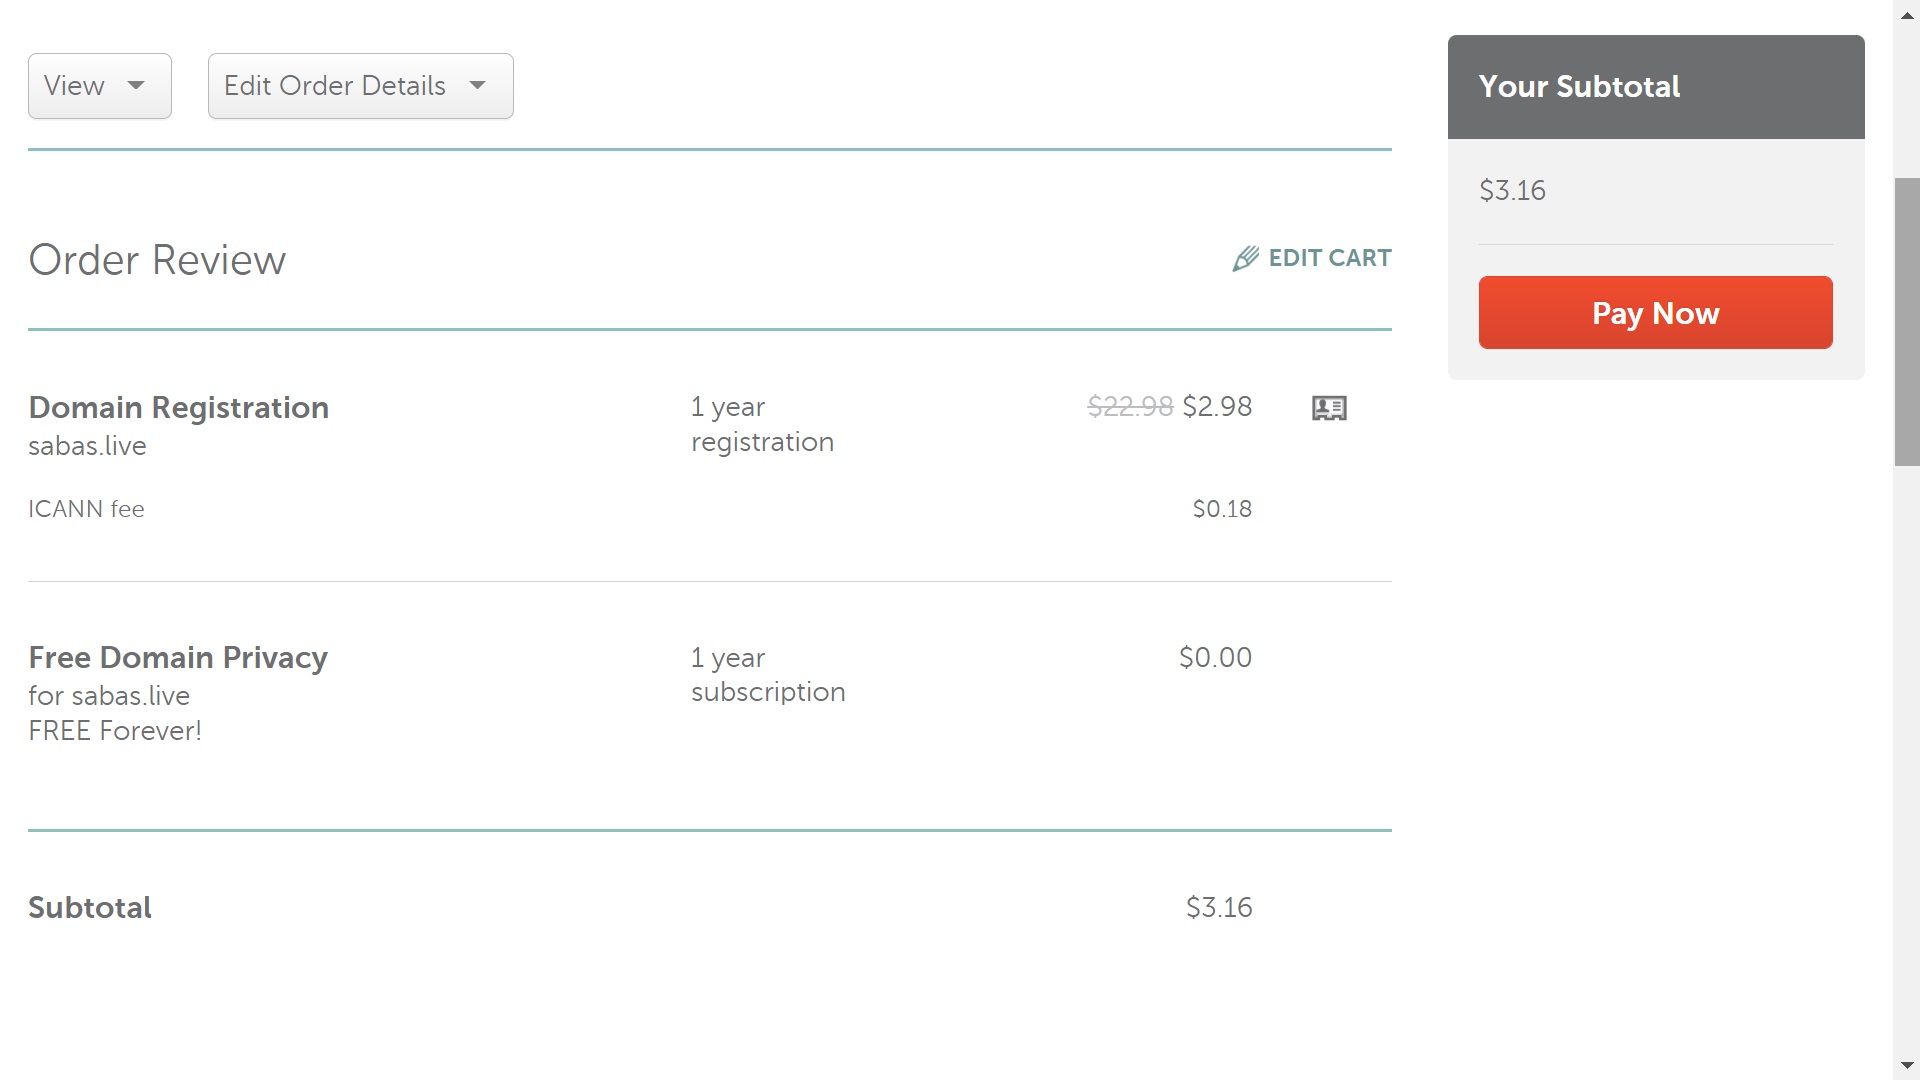 View
Edit Order Details
Your Subtotal
$3.16
Pay Now
Order Review
EDIT CART
Domain Registration
sabas.live
1 year
registration
$22.98 $2.98
ICANN fee
$0.18
Free Domain Privacy
for sabas.live
FREE Forever!
1 year
subscription
$0.00
Subtotal
$3.16